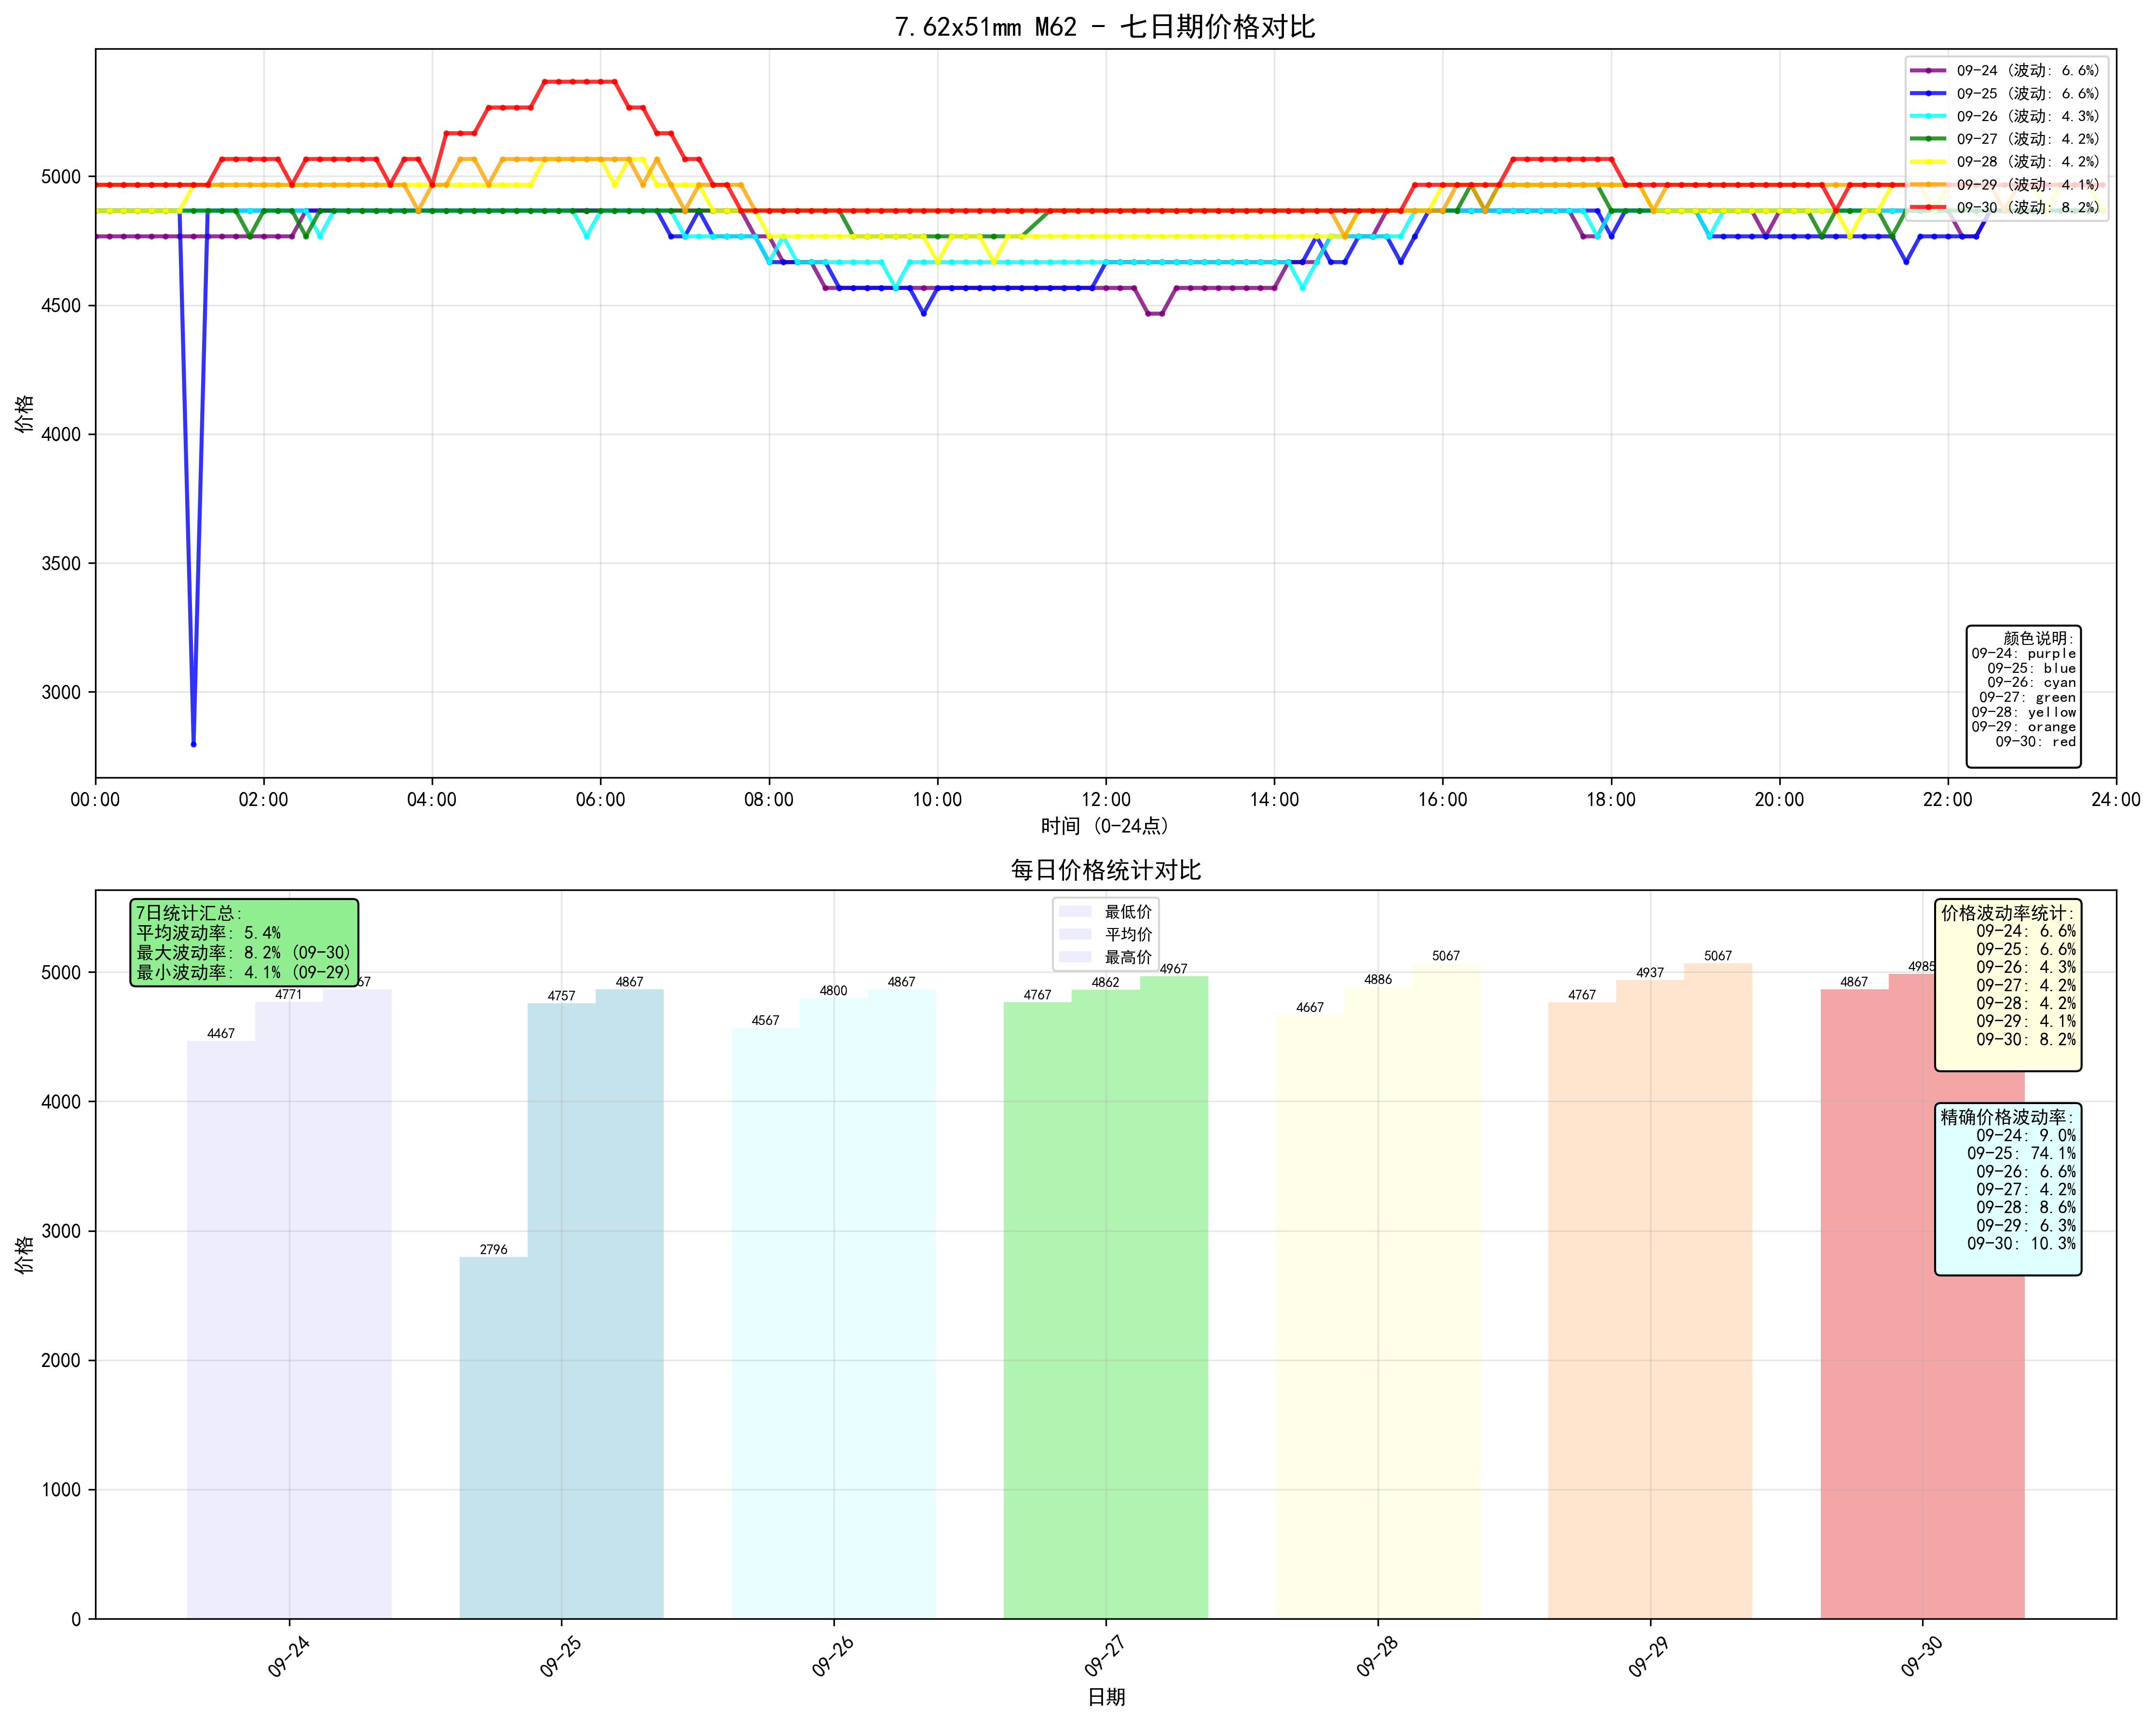 7.62x51mm M62 - 七日期价格对比
09-24 (波动: 6.6%)
09-25 (波动: 6.6%)
09-26 (波动: 4.3%)
09-27 (波动: 4.2%)
09-28 (波动: 4.2%)
09-29 (波动: 4.1%)
09-30 (波动: 8.2%)
价格
5000
4500
4000
3500
3000
颜色说明:
09-24: purple
09-25: blue
09-26: cyan
09-27: green
09-28: yellow
09-29: orange
09-30: red
00:00 02:00 04:00 06:00 08:00 10:00 12:00 14:00 16:00 18:00 20:00 22:00 24:00
时间 (0-24点)
每日价格统计对比
7日统计汇总:
平均波动率: 5.4%
最大波动率: 8.2% (09-30)
最小波动率: 4.1% (09-29)
最低价
平均价
最高价
价格波动率统计:
09-24: 6.6%
09-25: 6.6%
09-26: 4.3%
09-27: 4.2%
09-28: 4.2%
09-29: 4.1%
09-30: 8.2%
精确价格波动率:
09-24: 9.0%
09-25: 74.1%
09-26: 6.6%
09-27: 4.2%
09-28: 8.6%
09-29: 6.3%
09-30: 10.3%
价格
5000
4000
3000
2000
1000
0
4467 4771 67
2796 4757 4867
4567 4800 4867
4767 4862 4967
4667 4886 5067
4767 4937 5067
4867 4985
09-24 09-25 09-26 09-27 09-28 09-29 09-30
日期